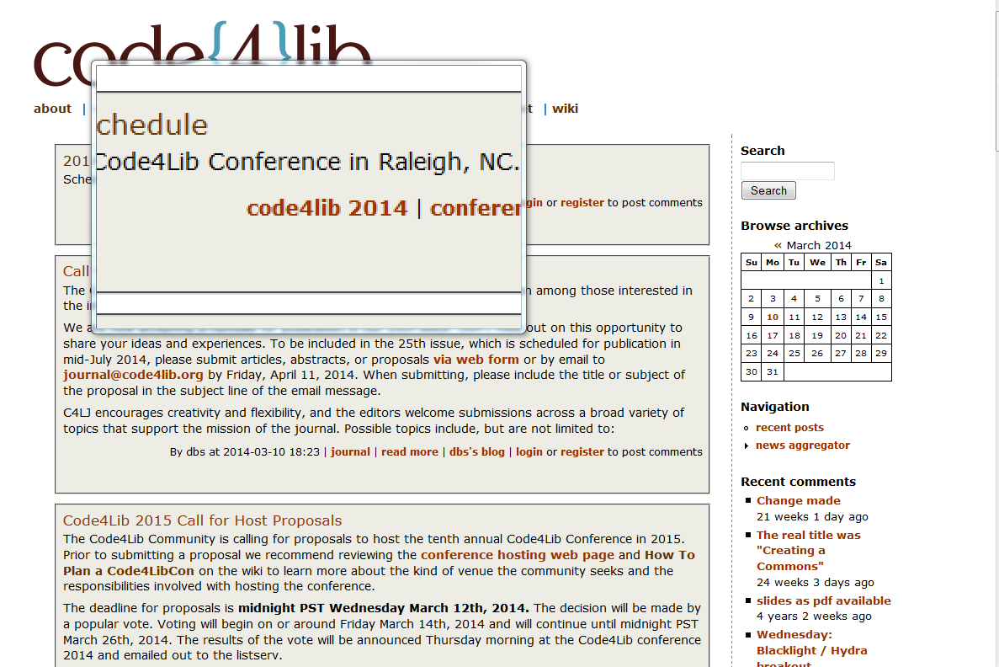 code{4}lib
about |
| wiki
chedule
Code4Lib Conference in Raleigh, NC.
code4lib 2014 |
201
or register to post comments
Call
The
among those interested in
the
We
out on this opportunity to
share your ideas and experiences. To be included in the 25th issue, which is scheduled for publication in
mid-July 2014, please submit articles, abstracts, or proposals via web form or by email to
journal@code4lib.org by Friday, April 11, 2014. When submitting, please include the title or subject of
the proposal in the subject line of the email message.
C4LJ encourages creativity and flexibility, and the editors welcome submissions across a broad variety of
topics that support the mission of the journal. Possible topics include, but are not limited to:
By dbs at 2014-03-10 18:23 | journal | read more | dbs's blog | login or register to post comments
Code4Lib 2015 Call for Host Proposals
The Code4Lib Community is calling for proposals to host the tenth annual Code4Lib Conference in 2015.
Prior to submitting a proposal we recommend reviewing the conference hosting web page and How To
Plan a Code4LibCon on the wiki to learn more about the kind of venue the community seeks and the
responsibilities involved with hosting the conference.
The deadline for proposals is midnight PST Wednesday March 12th, 2014. The decision will be made by
a popular vote. Voting will begin on or around Friday March 14th, 2014 and will continue until midnight PST
March 26th, 2014. The results of the vote will be announced Thursday morning at the Code4Lib conference
2014 and emailed out to the listserv.
Search
Search
Browse archives
« March 2014
Su Mo Tu We Th Fr Sa
1
2 3 4 5 6 7 8
9 10 11 12 13 14 15
16 17 18 19 20 21 22
23 24 25 26 27 28 29
30 31
Navigation
recent posts
news aggregator
Recent comments
Change made
21 weeks 1 day ago
The real title was
"Creating a
Commons"
24 weeks 3 days ago
slides as pdf available
4 years 2 weeks ago
Wednesday:
Blacklight / Hydra
breakout